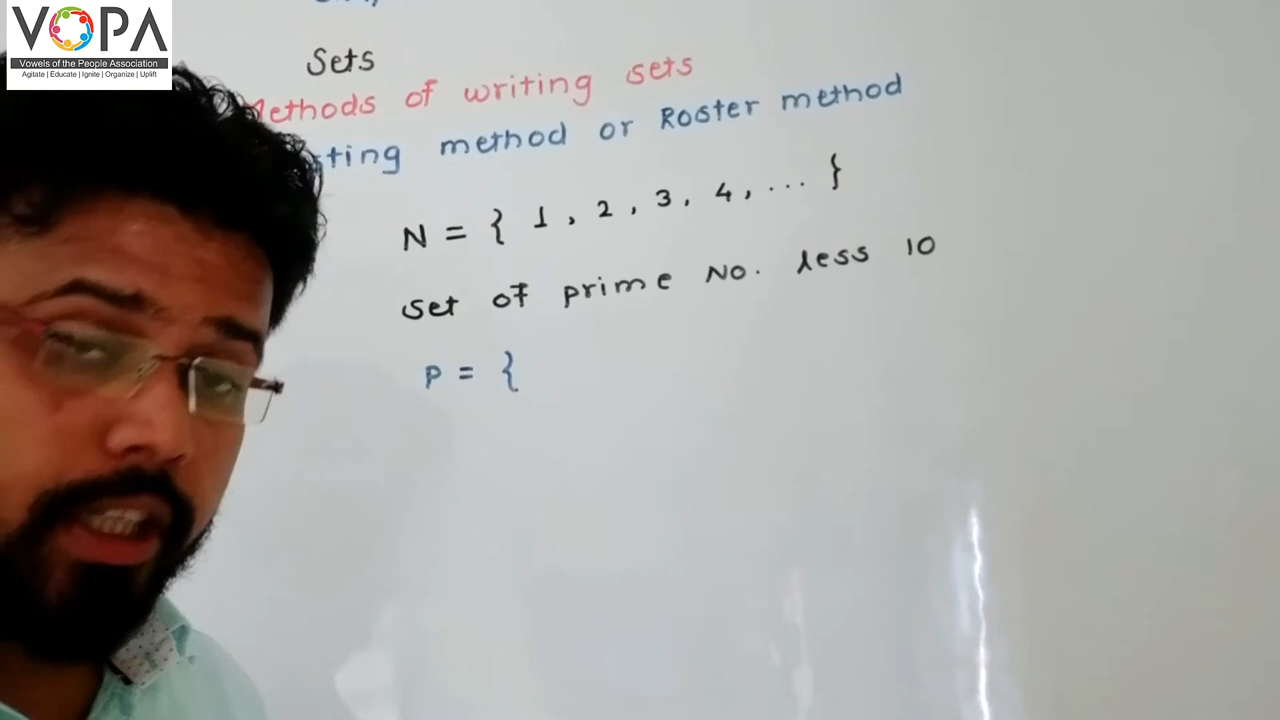 VOPA
Vowels of the People Association
Agitate | Educate | Ignite | Organize | Uplift
Sets
Methods of writing sets
sting method or Roster method
N = { 1 , 2 , 3 , 4 , ... }
Set of prime No. less 10
P = {